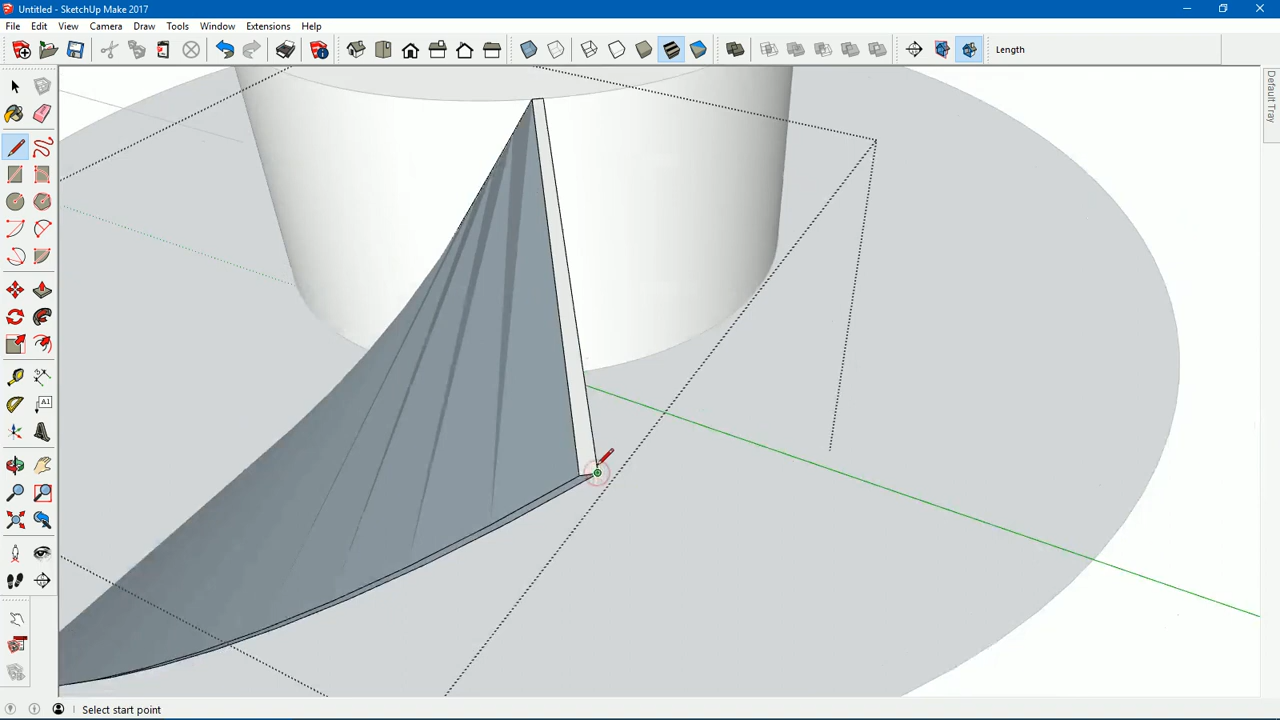 Untitled - SketchUp Make 2017
File Edit View Camera Draw Tools Window Extensions Help
Length
Default Tray
A1
Select start point